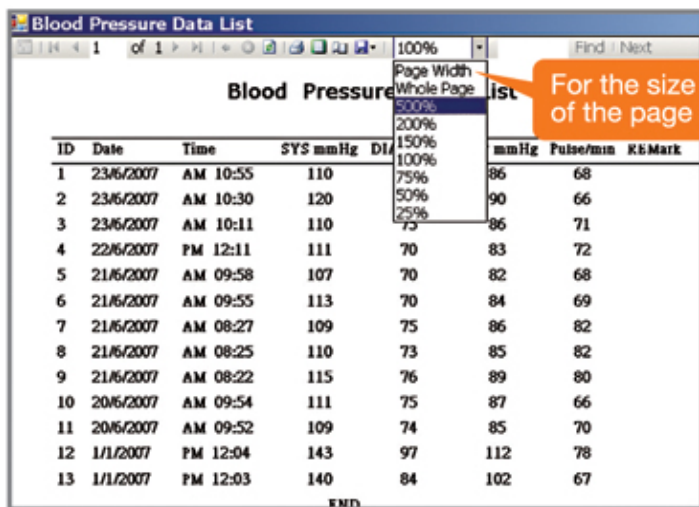 Blood Pressure Data List
1 of 1 100% Find | Next
Page Width
Whole Page
500%
200%
150%
100%
75%
50%
25%
For the size
of the page
Blood Pressure List
ID Date Time SYS mmHg mmHg Pulse/min REMark
1 23/6/2007 AM 10:55 110 86 68
2 23/6/2007 AM 10:30 120 90 66
3 23/6/2007 AM 10:11 110 86 71
4 22/6/2007 PM 12:11 111 70 83 72
5 21/6/2007 AM 09:58 107 70 82 68
6 21/6/2007 AM 09:55 113 70 84 69
7 21/6/2007 AM 08:27 109 75 86 82
8 21/6/2007 AM 08:25 110 73 85 82
9 21/6/2007 AM 08:22 115 76 89 80
10 20/6/2007 AM 09:54 111 75 87 66
11 20/6/2007 AM 09:52 109 74 85 70
12 1/1/2007 PM 12:04 143 97 112 78
13 1/1/2007 PM 12:03 140 84 102 67
END